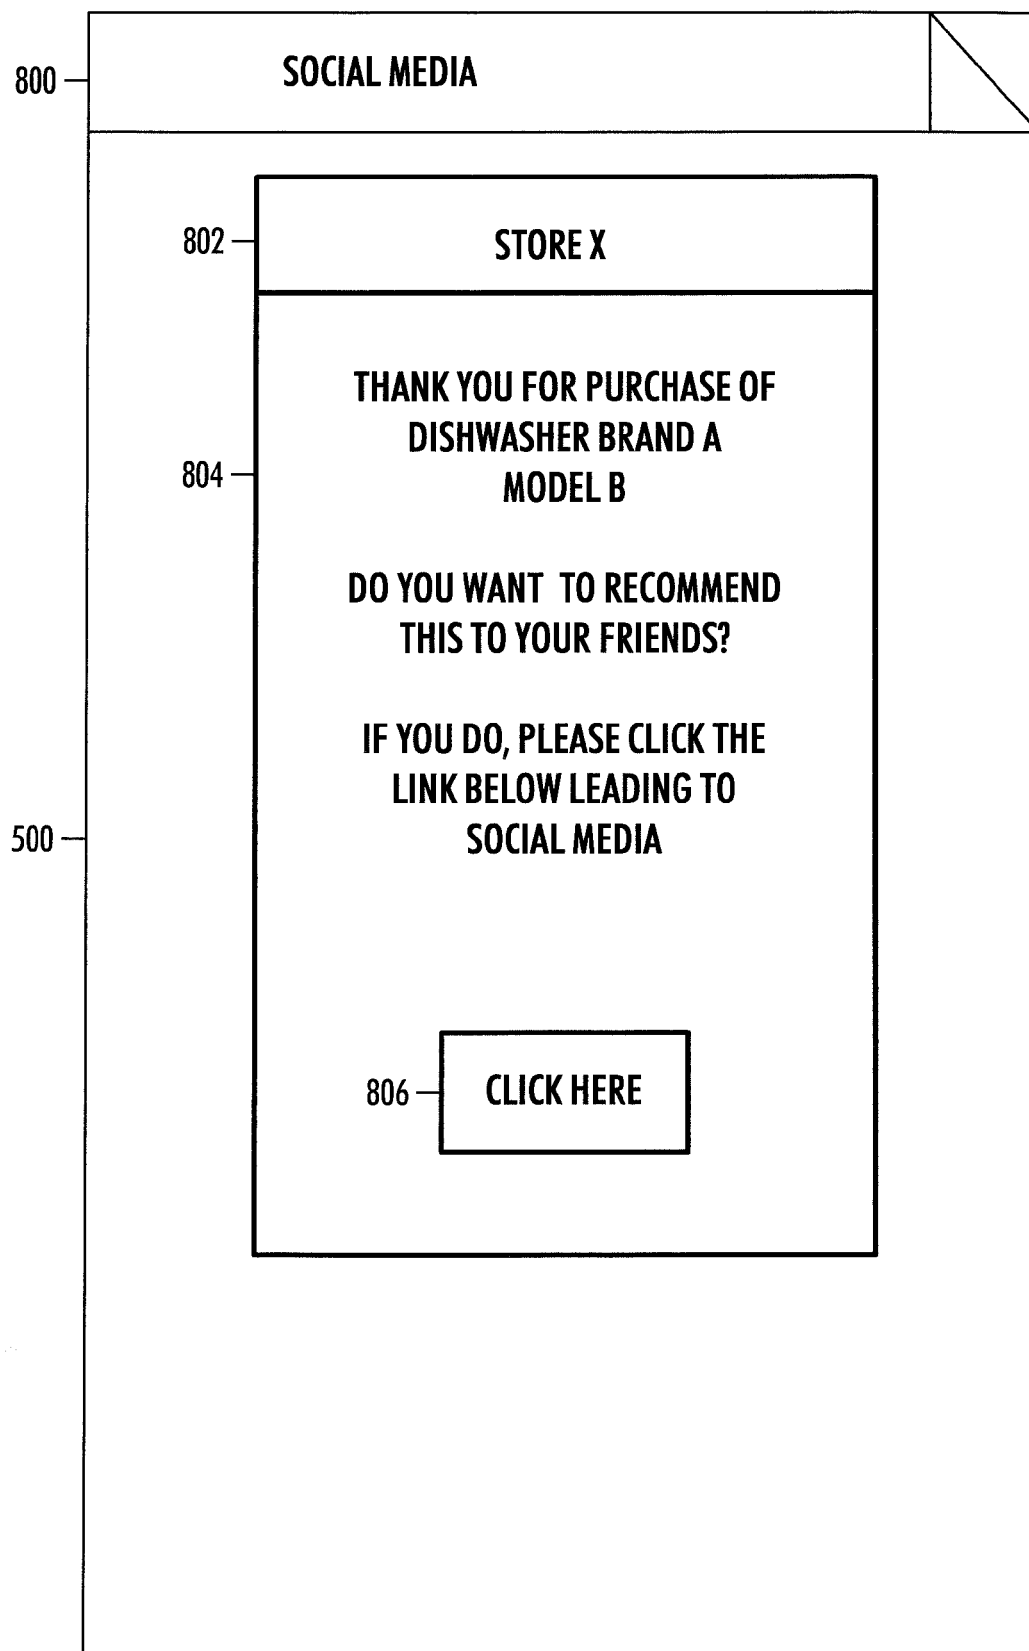 800
SOCIAL MEDIA
802
STORE X
THANK YOU FOR PURCHASE OF
DISHWASHER BRAND A
804
MODEL B
DO YOU WANT TO RECOMMEND
THIS TO YOUR FRIENDS?
IF YOU DO, PLEASE CLICK THE
LINK BELOW LEADING TO
500
SOCIAL MEDIA
806
CLICK HERE